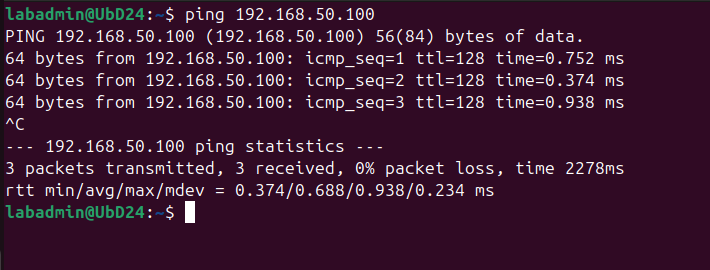 labadmin@UbD24:~$ ping 192.168.50.100
PING 192.168.50.100 (192.168.50.100) 56(84) bytes of data.
64 bytes from 192.168.50.100: icmp_seq=1 ttl=128 time=0.752 ms
64 bytes from 192.168.50.100: icmp_seq=2 ttl=128 time=0.374 ms
64 bytes from 192.168.50.100: icmp_seq=3 ttl=128 time=0.938 ms
^C
--- 192.168.50.100 ping statistics ---
3 packets transmitted, 3 received, 0% packet loss, time 2278ms
rtt min/avg/max/mdev = 0.374/0.688/0.938/0.234 ms
labadmin@UbD24:~$